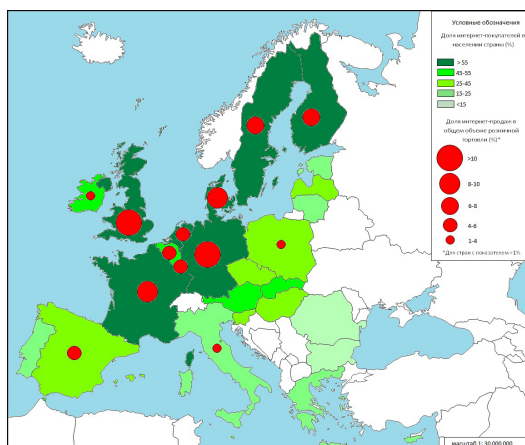 Условные обозначения
Доля интернет-покупателей в
населении страны (%)
> 55
45-55
25-45
15-25
<15
Доля интернет-продаж в
общем объеме розничной
торговли (%)*
>10
8-10
6-8
4-6
1-4
*Для стран с показателем >1%
масштаб 1: 30 000 000